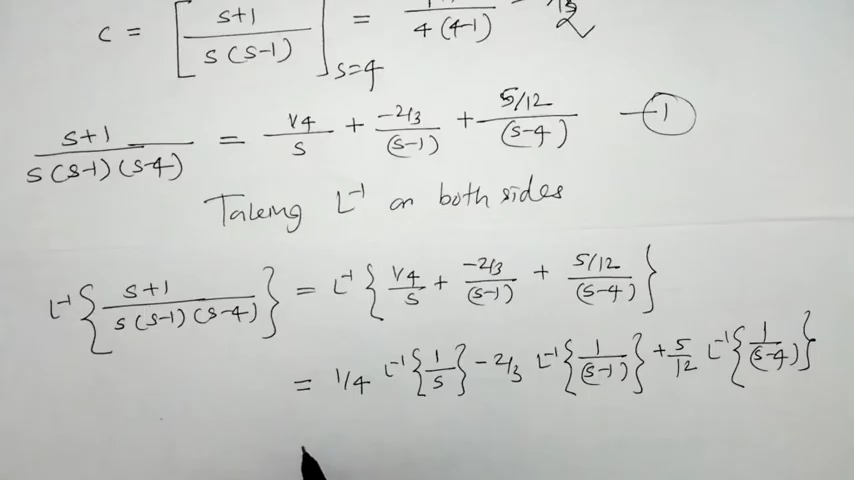 C = [ s+1 / s(s-1) ]s=4 = / 4(4-1)
s+1 / s(s-1)(s-4) = 1/4 / s + -2/3 / (s-1) + 5/12 / (s-4) — 1
Taking L⁻¹ on both sides
L⁻¹{ s+1 / s(s-1)(s-4) } = L⁻¹{ 1/4 / s + -2/3 / (s-1) + 5/12 / (s-4) }
= 1/4 L⁻¹{ 1/s } - 2/3 L⁻¹{ 1/(s-1) } + 5/12 L⁻¹{ 1/(s-4) }